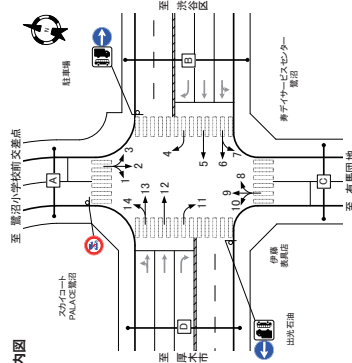 内図
至 鷺沼小学校前 交差点
至 渋谷区
至 厚木市
至 有馬団地
駐車場
スカイコート
PALACE鷺沼
寿デイサービスセンター
鷺沼
伊藤
表具店
出光石油
A
B
C
D
1
2
3
4
5
6
7
8
9
10
11
12
13
14
N